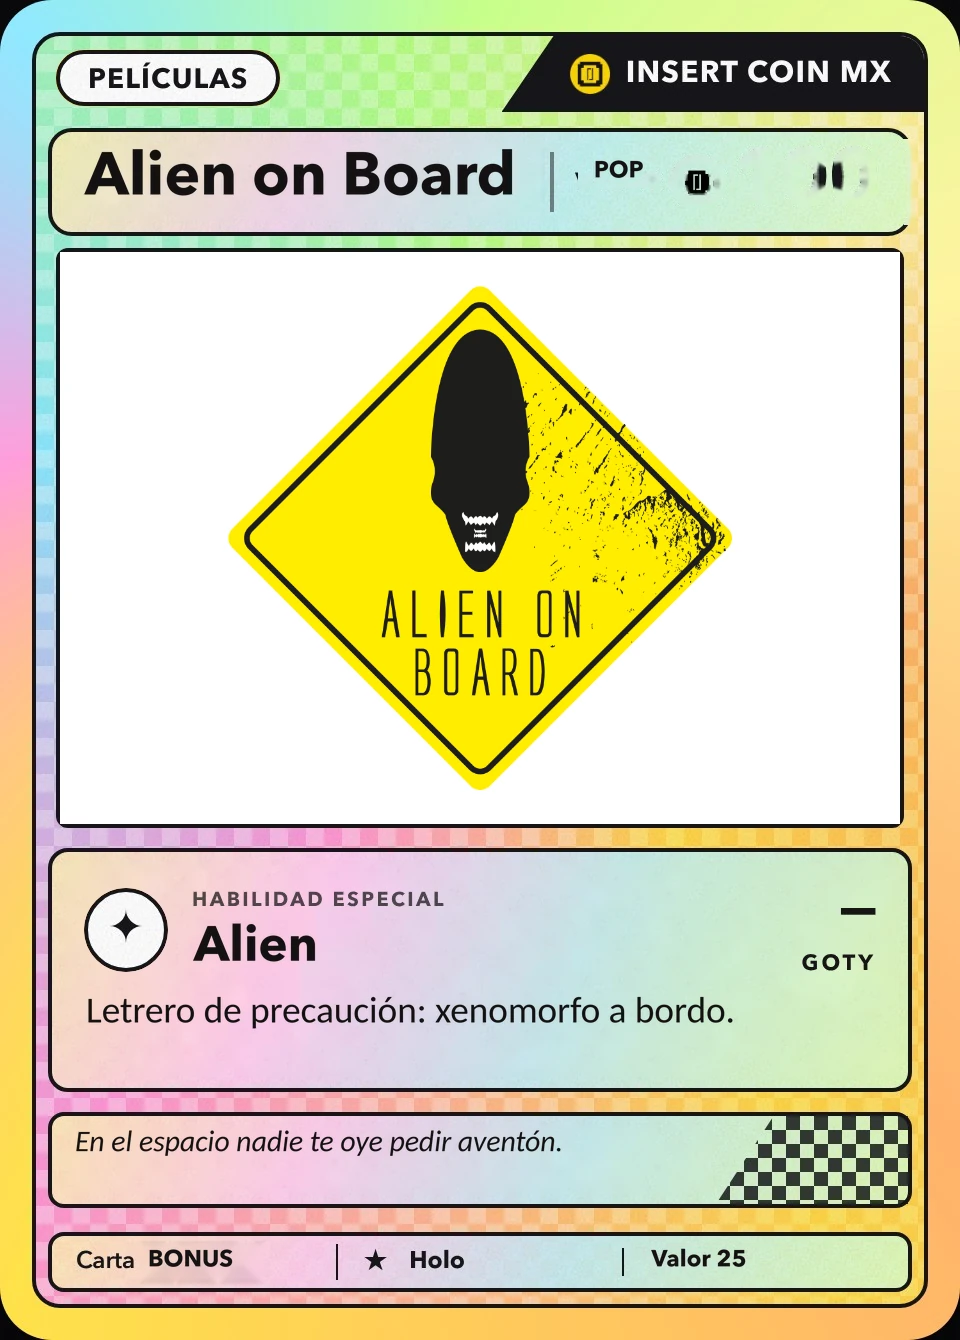 PELÍCULAS
INSERT COIN MX
Alien on Board
POP
ALIEN ON
BOARD
HABILIDAD ESPECIAL
Alien
GOTY
Letrero de precaución: xenomorfo a bordo.
En el espacio nadie te oye pedir aventón.
Carta BONUS
★ Holo
Valor 25